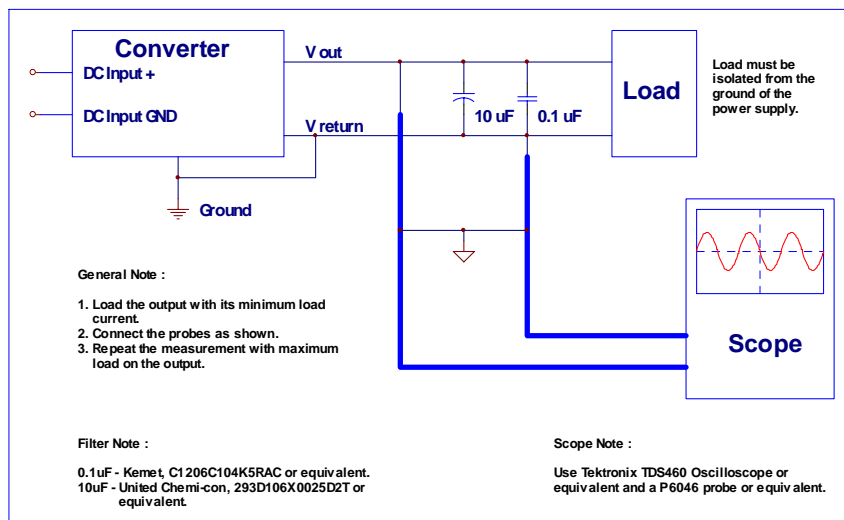 Converter
DC Input +
DC Input GND
V out
V return
10 uF
0.1 uF
Load
Load must be
isolated from the
ground of the
power supply.
Ground
General Note :
1. Load the output with its minimum load
current.
2. Connect the probes as shown.
3. Repeat the measurement with maximum
load on the output.
Scope
Filter Note :
0.1uF - Kemet, C1206C104K5RAC or equivalent.
10uF - United Chemi-con, 293D106X0025D2T or
equivalent.
Scope Note :
Use Tektronix TDS460 Oscilloscope or
equivalent and a P6046 probe or equivalent.